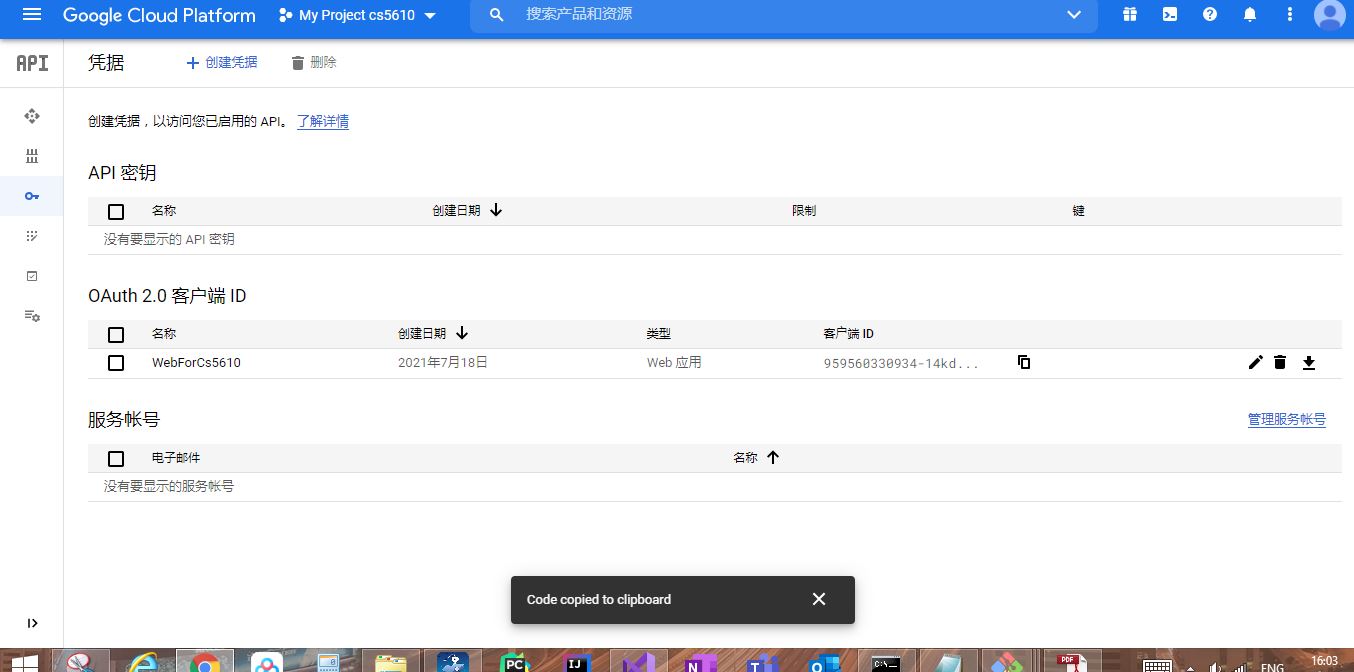 Google Cloud Platform My Project cs5610 搜索产品和资源
API 凭据 创建凭据 删除
创建凭据，以访问您已启用的 API。 了解详情
API 密钥
名称 创建日期 限制 键
没有要显示的 API 密钥
OAuth 2.0 客户端 ID
名称 创建日期 类型 客户端 ID
WebForCs5610 2021年7月18日 Web 应用 959560330934-14kd...
服务帐号 管理服务帐号
电子邮件 名称
没有要显示的服务帐号
Code copied to clipboard
PC IJ N T PDF ENG 16:03